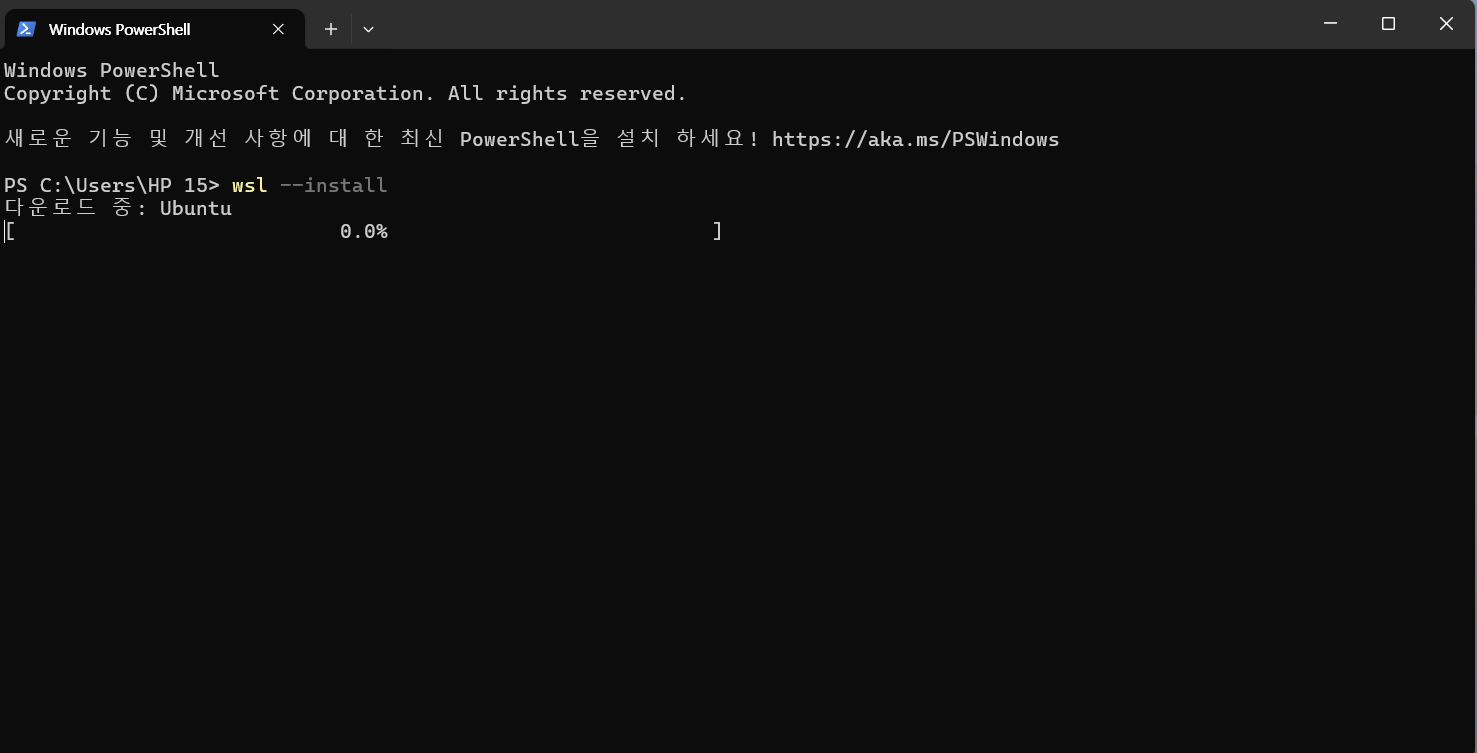 Windows PowerShell
Windows PowerShell
Copyright (C) Microsoft Corporation. All rights reserved.
새로운 기능 및 개선 사항에 대 한 최신 PowerShell을 설치 하세요! https://aka.ms/PSWindows
PS C:\Users\HP 15> wsl --install
다운로드 중: Ubuntu
[ 0.0% ]